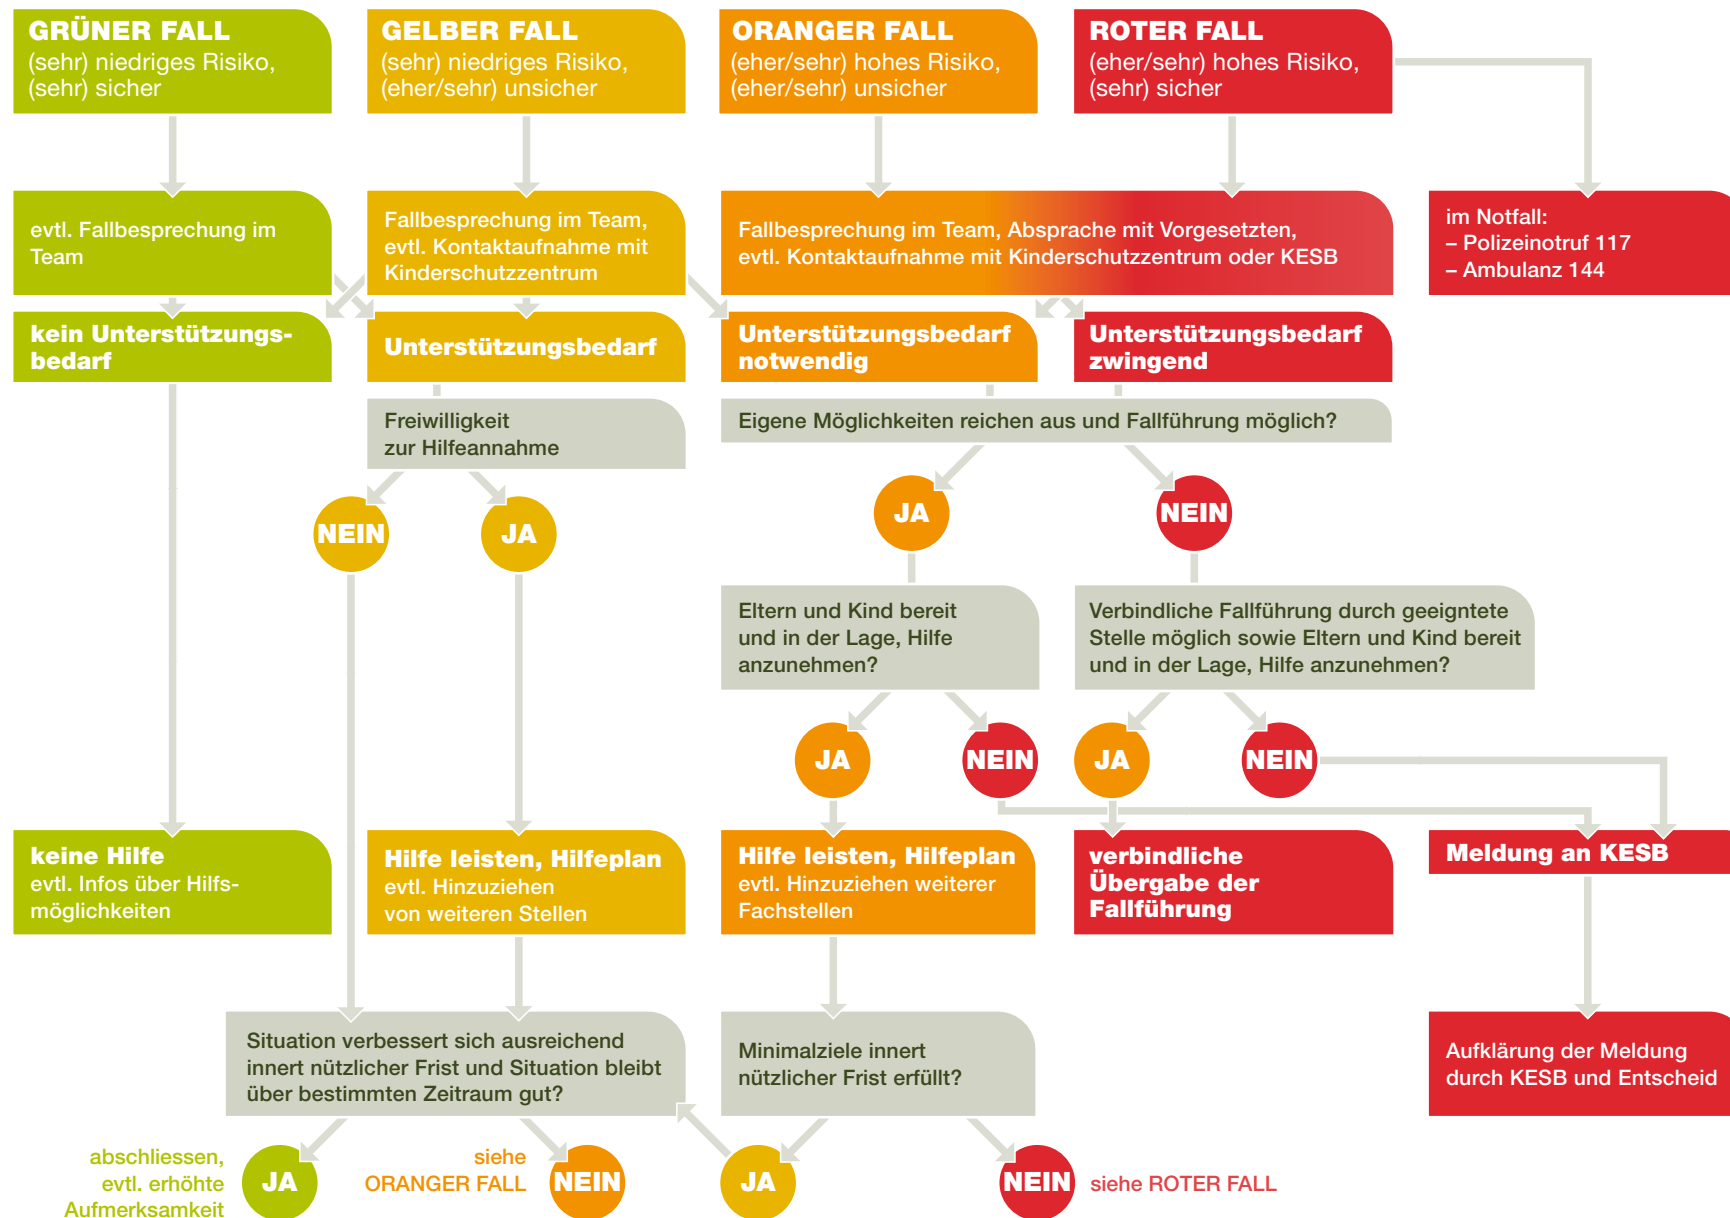 GRÜNER FALL
(sehr) niedriges Risiko,
(sehr) sicher
GELBER FALL
(sehr) niedriges Risiko,
(eher/sehr) unsicher
ORANGER FALL
(eher/sehr) hohes Risiko,
(eher/sehr) unsicher
ROTER FALL
(eher/sehr) hohes Risiko,
(sehr) sicher
evtl. Fallbesprechung im
Team
Fallbesprechung im Team,
evtl. Kontaktaufnahme mit
Kinderschutzzentrum
Fallbesprechung im Team, Absprache mit Vorgesetzten,
evtl. Kontaktaufnahme mit Kinderschutzzentrum oder KESB
im Notfall:
– Polizeinotruf 117
– Ambulanz 144
kein Unterstützungs-
bedarf
Unterstützungsbedarf
Unterstützungsbedarf
notwendig
Unterstützungsbedarf
zwingend
Freiwilligkeit
zur Hilfeannahme
Eigene Möglichkeiten reichen aus und Fallführung möglich?
NEIN
JA
JA
NEIN
Eltern und Kind bereit
und in der Lage, Hilfe
anzunehmen?
Verbindliche Fallführung durch geeigntete
Stelle möglich sowie Eltern und Kind bereit
und in der Lage, Hilfe anzunehmen?
JA
NEIN
JA
NEIN
keine Hilfe
evtl. Infos über Hilfs-
möglichkeiten
Hilfe leisten, Hilfeplan
evtl. Hinzuziehen
von weiteren Stellen
Hilfe leisten, Hilfeplan
evtl. Hinzuziehen weiterer
Fachstellen
verbindliche
Übergabe der
Fallführung
Meldung an KESB
Situation verbessert sich ausreichend
innert nützlicher Frist und Situation bleibt
über bestimmten Zeitraum gut?
Minimalziele innert
nützlicher Frist erfüllt?
Aufklärung der Meldung
durch KESB und Entscheid
abschliessen,
evtl. erhöhte
Aufmerksamkeit
JA
siehe
ORANGER FALL
NEIN
JA
NEIN
siehe ROTER FALL